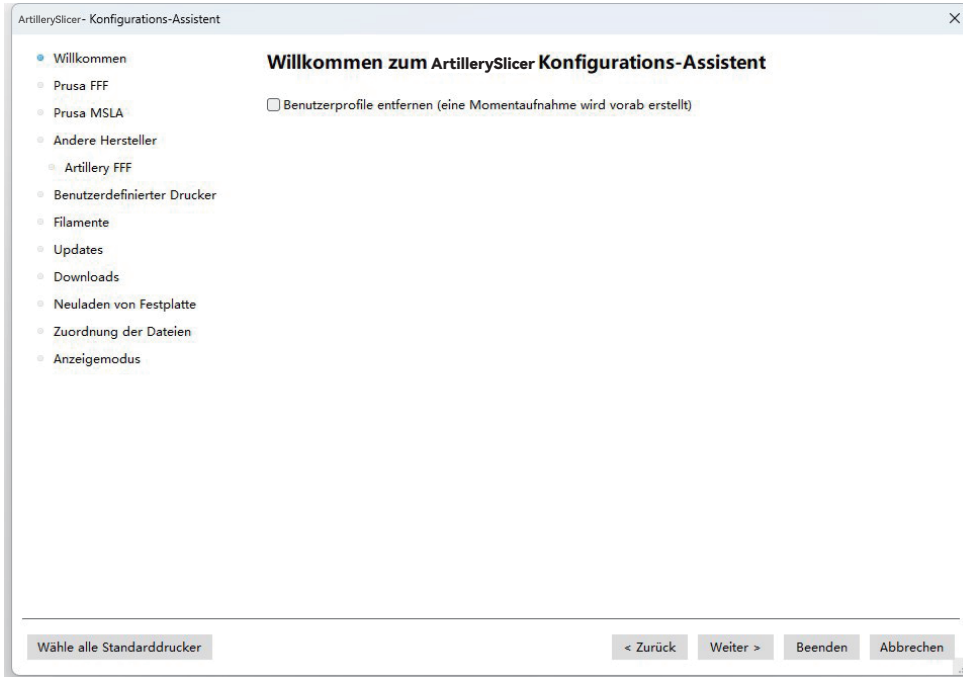 ArtillerySlicer- Konfigurations-Assistent
Willkommen
Prusa FFF
Prusa MSLA
Andere Hersteller
Artillery FFF
Benutzerdefinierter Drucker
Filamente
Updates
Downloads
Neuladen von Festplatte
Zuordnung der Dateien
Anzeigemodus
Willkommen zum ArtillerySlicer Konfigurations-Assistent
Benutzerprofile entfernen (eine Momentaufnahme wird vorab erstellt)
Wähle alle Standarddrucker
< Zurück
Weiter >
Beenden
Abbrechen